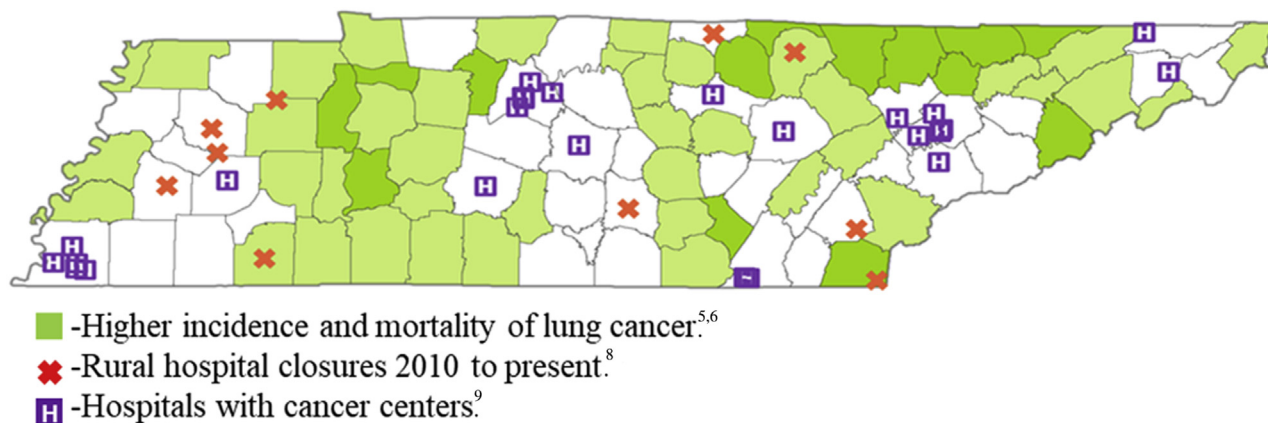 -Higher incidence and mortality of lung cancer.5,6
-Rural hospital closures 2010 to present.8
H -Hospitals with cancer centers.9